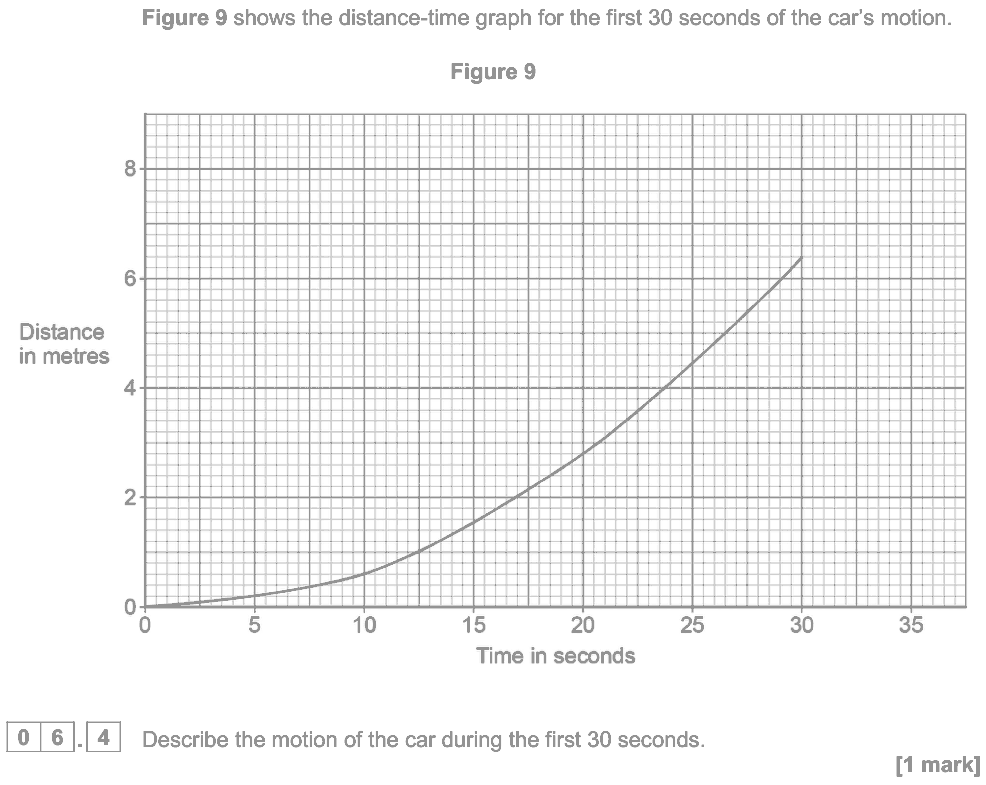 Figure 9 shows the distance-time graph for the first 30 seconds of the car's motion.
Figure 9
8
6
Distance
in metres
4
2
0
0 5 10 15 20 25 30 35
Time in seconds
0 6 . 4 Describe the motion of the car during the first 30 seconds.
[1 mark]